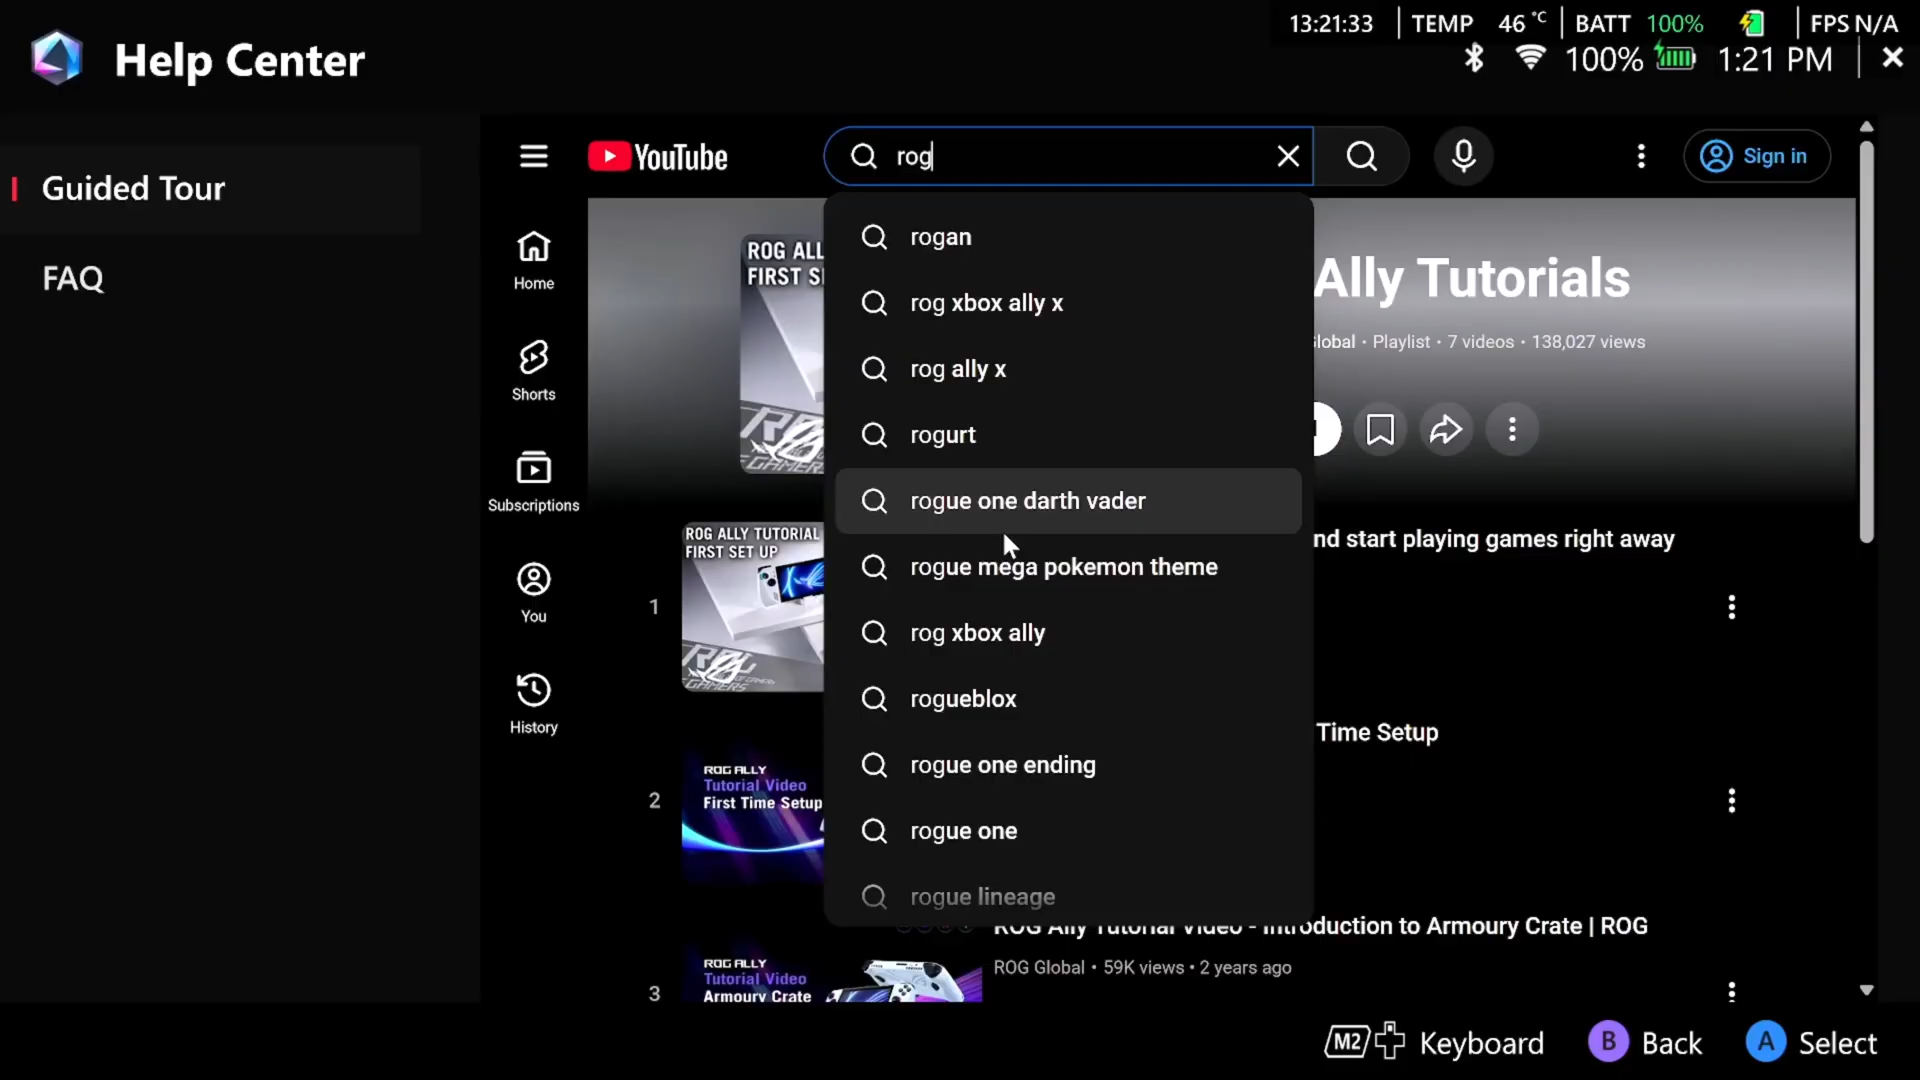 13:21:33 TEMP 46 °C BATT 100% FPS N/A
Help Center
100% 1:21 PM
Guided Tour
FAQ
YouTube
rog
Sign in
Home
Shorts
Subscriptions
You
History
rogan
rog xbox ally x
rog ally x
rogurt
rogue one darth vader
rogue mega pokemon theme
rog xbox ally
rogueblox
rogue one ending
rogue one
rogue lineage
ROG ALL
FIRST S
Ally Tutorials
lobal • Playlist • 7 videos • 138,027 views
1
ROG ALLY TUTORIAL
FIRST SET UP
nd start playing games right away
2
ROG ALLY
Tutorial Video
First Time Setup
Time Setup
3
ROG ALLY
Tutorial Video
Armoury Crate
ROG Ally Tutorial Video - Introduction to Armoury Crate | ROG
ROG Global • 59K views • 2 years ago
M2 Keyboard
B Back
A Select